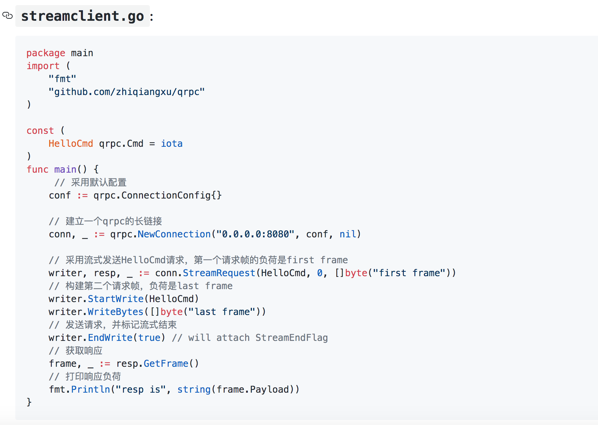 streamclient.go :
package main
import (
    "fmt"
    "github.com/zhiqiangxu/qrpc"
)

const (
    HelloCmd qrpc.Cmd = iota
)
func main() {
     // 采用默认配置
    conf := qrpc.ConnectionConfig{}

    // 建立一个qrpc的长链接
    conn, _ := qrpc.NewConnection("0.0.0.0:8080", conf, nil)

    // 采用流式发送HelloCmd请求，第一个请求帧的负荷是first frame
    writer, resp, _ := conn.StreamRequest(HelloCmd, 0, []byte("first frame"))
    // 构建第二个请求帧，负荷是last frame
    writer.StartWrite(HelloCmd)
    writer.WriteBytes([]byte("last frame"))
    // 发送请求，并标记流式结束
    writer.EndWrite(true) // will attach StreamEndFlag
    // 获取响应
    frame, _ := resp.GetFrame()
    // 打印响应负荷
    fmt.Println("resp is", string(frame.Payload))
}